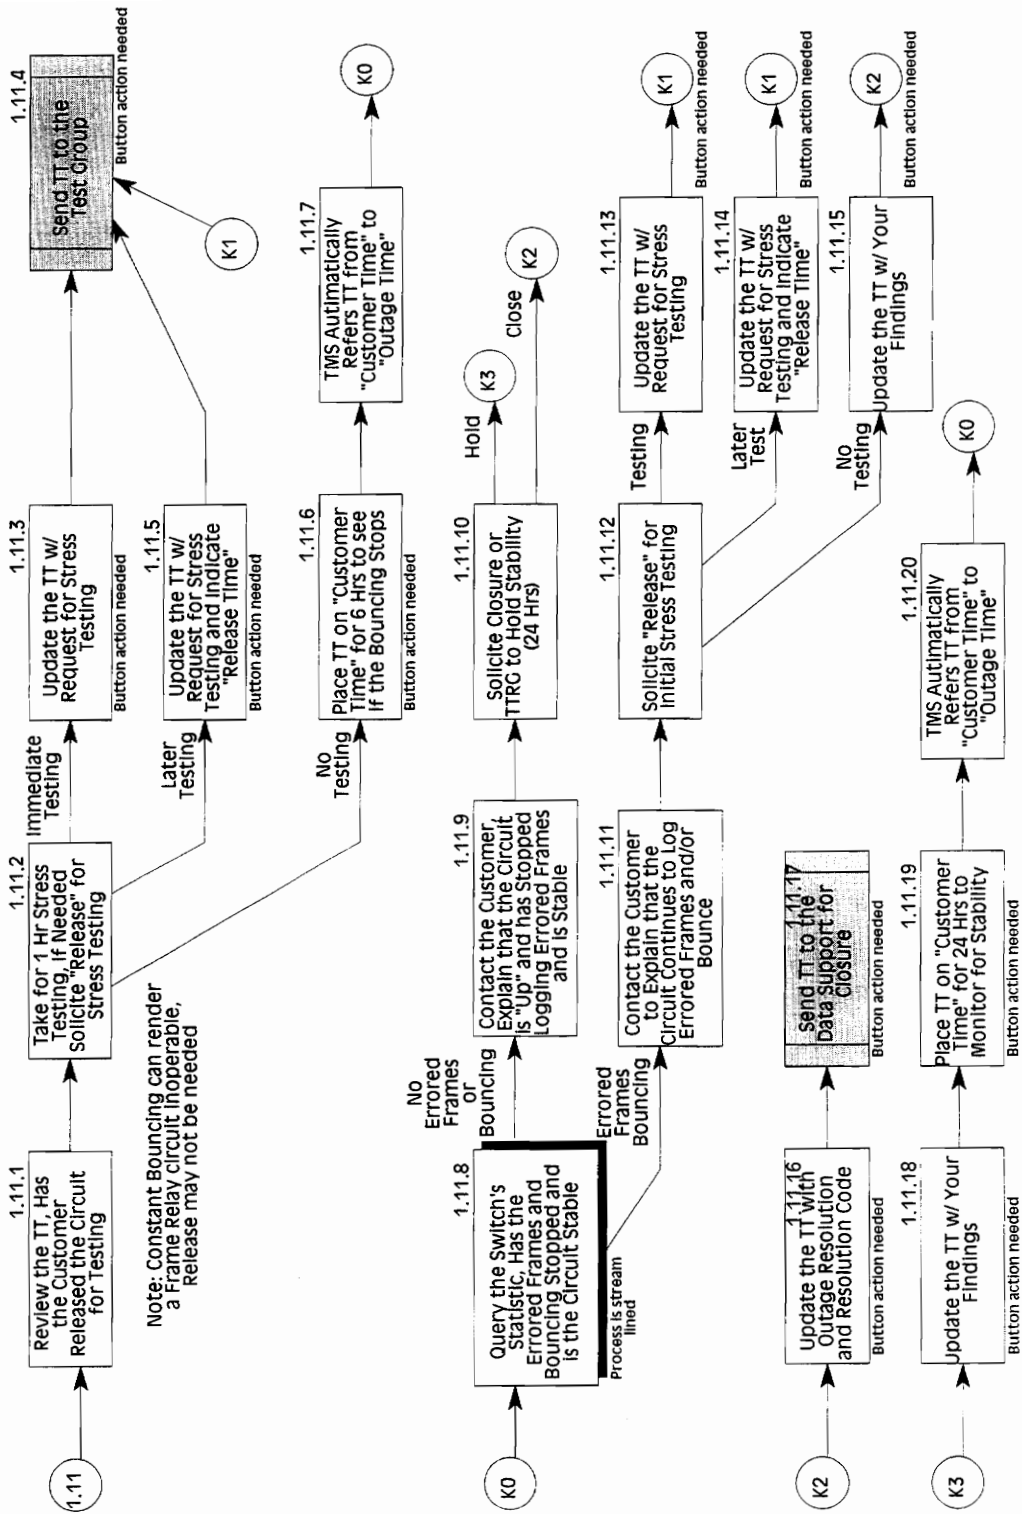 1.11
1.11.1
Review the TT, Has
the Customer
Released the Circuit
for Testing
1.11.2
Take for 1 Hr Stress
Testing, If Needed
Solicite "Release" for
Stress Testing
Immediate
Testing
1.11.3
Update the TT w/
Request for Stress
Testing
Button action needed
1.11.4
Send TT to the
Test Group
Button action needed
K1
Later
Testing
1.11.5
Update the TT w/
Request for Stress
Testing and Indicate
"Release Time"
Button action needed
No
Testing
1.11.6
Place TT on "Customer
Time" for 6 Hrs to see
If the Bouncing Stops
Button action needed
1.11.7
TMS Autimatically
Refers TT from
"Customer Time" to
"Outage Time"
K0
Note: Constant Bouncing can render
a Frame Relay circuit inoperable,
Release may not be needed
K0
1.11.8
Query the Switch's
Statistic, Has the
Errored Frames and
Bouncing Stopped and
is the Circuit Stable
Process is stream
lined
No
Errored
Frames
or
Bouncing
1.11.9
Contact the Customer,
Explain that the Circuit,
is "Up" and has Stopped
Logging Errored Frames
and is Stable
1.11.10
Solicite Closure or
TTRG to Hold Stability
(24 Hrs)
Hold
K3
Close
K2
Errored
Frames
Bouncing
1.11.11
Contact the Customer
to Explain that the
Circuit Continues to Log
Errored Frames and/or
Bounce
1.11.12
Solicite "Release" for
Initial Stress Testing
Testing
1.11.13
Update the TT w/
Request for Stress
Testing
K1
Button action needed
Later
Test
1.11.14
Update the TT w/
Request for Stress
Testing and Indicate
"Release Time"
K1
Button action needed
No
Testing
1.11.15
Update the TT w/ Your
Findings
K2
Button action needed
K2
1.11.16
Update the TT with
Outage Resolution
and Resolution Code
Button action needed
1.11.17
Send TT to the
Data Support for
Closure
Button action needed
K3
1.11.18
Update the TT w/ Your
Findings
Button action needed
1.11.19
Place TT on "Customer
Time" for 24 Hrs to
Monitor for Stability
Button action needed
1.11.20
TMS Autimatically
Refers TT from
"Customer Time" to
"Outage Time"
K0